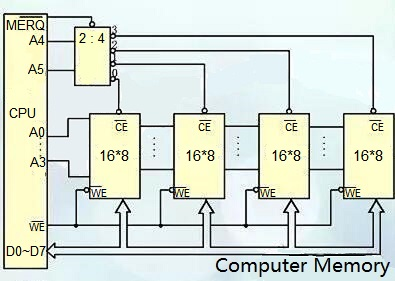 MERQ
A4
A5
CPU
A0
A3
WE
D0~D7
2 : 4
3
2
1
0
CE
16*8
WE
CE
16*8
WE
CE
16*8
WE
CE
16*8
WE
Computer Memory